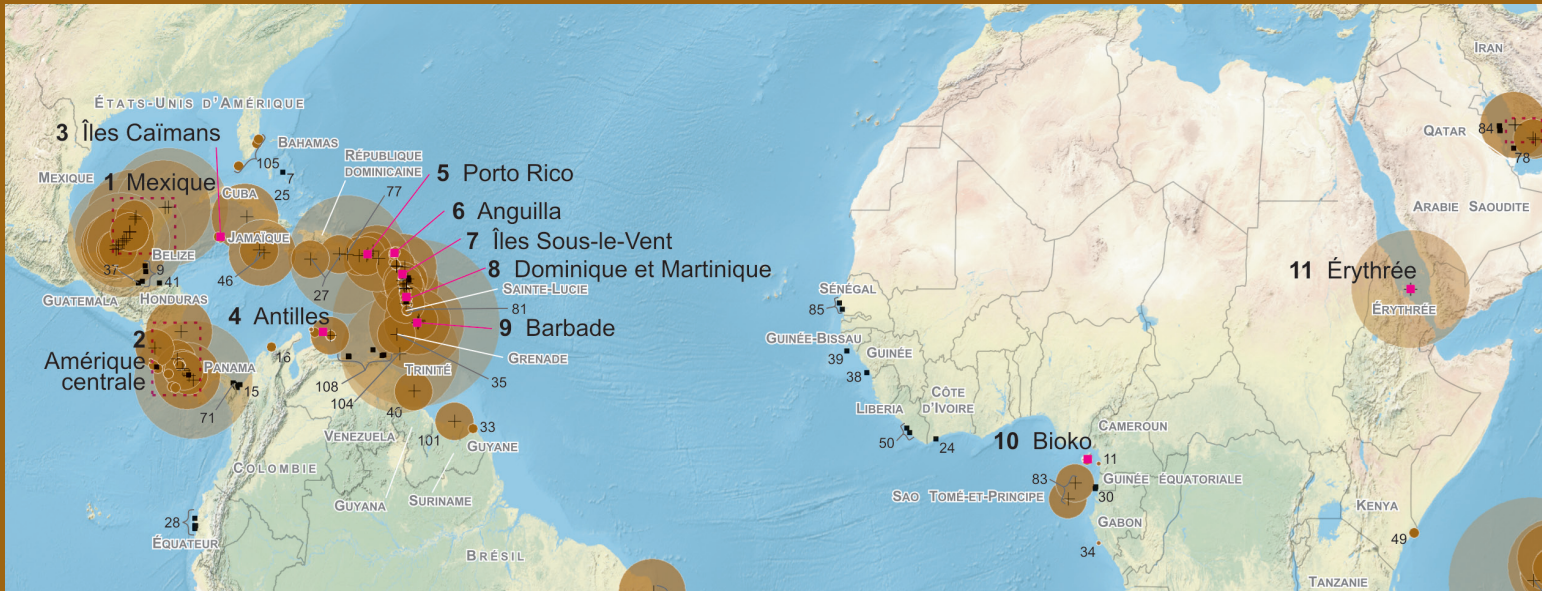 ÉTATS-UNIS D'AMÉRIQUE
3 Îles Caïmans
BAHAMAS
105
7
25
MEXIQUE
1 Mexique
CUBA
RÉPUBLIQUE
DOMINICAINE
77
5 Porto Rico
6 Anguilla
7 Îles Sous-le-Vent
8 Dominique et Martinique
SAINTE-LUCIE
81
9 Barbade
GRENADE
35
JAMAÏQUE
46
27
BELIZE
37
9
41
GUATEMALA
HONDURAS
4 Antilles
2
Amérique
centrale
PANAMA
16
15
71
TRINITÉ
108
104
40
101
33
GUYANE
VENEZUELA
COLOMBIE
GUYANA
SURINAME
28
ÉQUATEUR
BRÉSIL
SÉNÉGAL
85
GUINÉE-BISSAU
39
GUINÉE
38
LIBERIA
CÔTE
D'IVOIRE
50
24
10 Bioko
CAMEROUN
11
83
GUINÉE ÉQUATORIALE
SAO TOMÉ-ET-PRINCIPE
30
GABON
34
KENYA
49
TANZANIE
11 Érythrée
ÉRYTHRÉE
IRAN
QATAR
84
78
ARABIE SAOUDITE